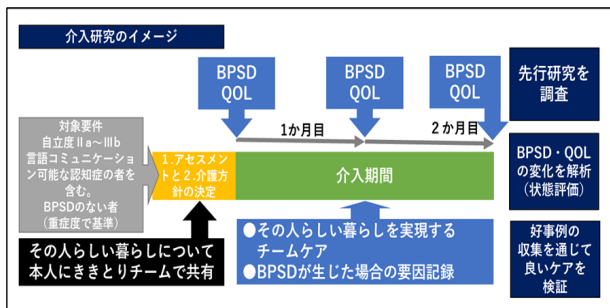 介入研究のイメージ
BPSD
QOL
BPSD
QOL
BPSD
QOL
先行研究を
調査
1か月目
2か月目
対象要件
自立度Ⅱa～Ⅲb
言語コミュニケーショ
ン可能な認知症の者を
含む。
BPSDのない者
（重症度で基準）
1.アセスメン
トと2.介護方
針の決定
介入期間
BPSD・QOL
の変化を解析
（状態評価）
その人らしい暮らしについて
本人にききとりチームで共有
●その人らしい暮らしを実現する
チームケア
●BPSDが生じた場合の要因記録
好事例の
収集を通じて
良いケアを
検証